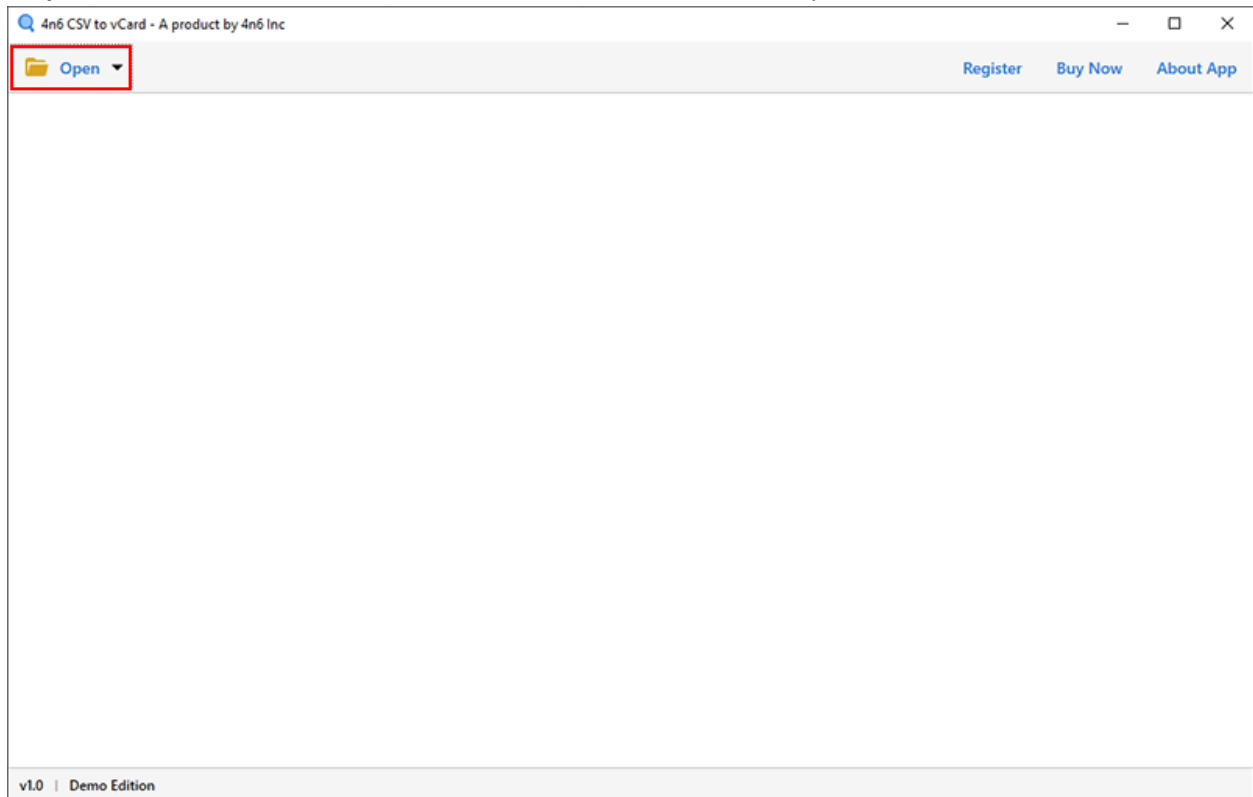 4n6 CSV to vCard - A product by 4n6 Inc
Open
Register Buy Now About App
v1.0 | Demo Edition